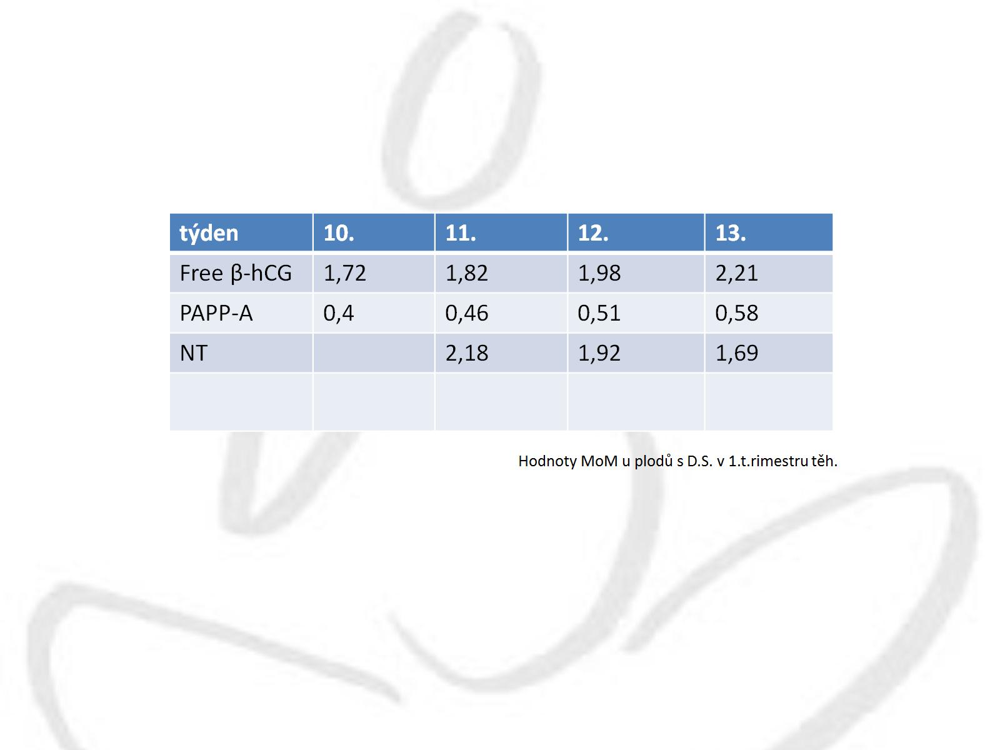 týden 10. 11. 12. 13.
Free β-hCG 1,72 1,82 1,98 2,21
PAPP-A 0,4 0,46 0,51 0,58
NT 2,18 1,92 1,69
Hodnoty MoM u plodů s D.S. v 1.t.rimestru těh.